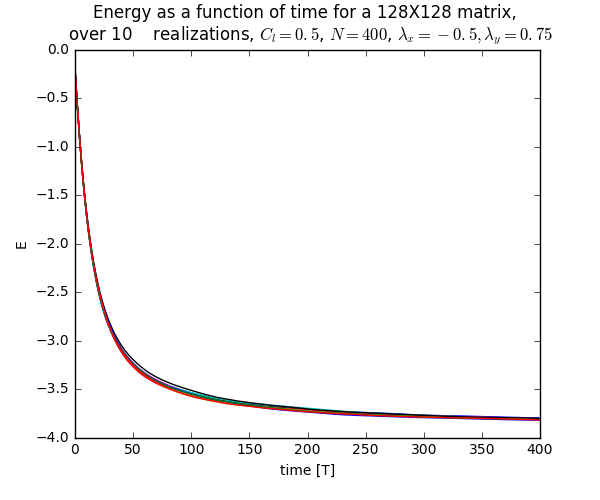 Energy as a function of time for a 128X128 matrix,
over 10    realizations, $C_l = 0.5$, $N = 400$, $\lambda_x = -0.5, \lambda_y = 0.75$
0.0
−0.5
−1.0
−1.5
−2.0
−2.5
−3.0
−3.5
−4.0
E
0 50 100 150 200 250 300 350 400
time [T]